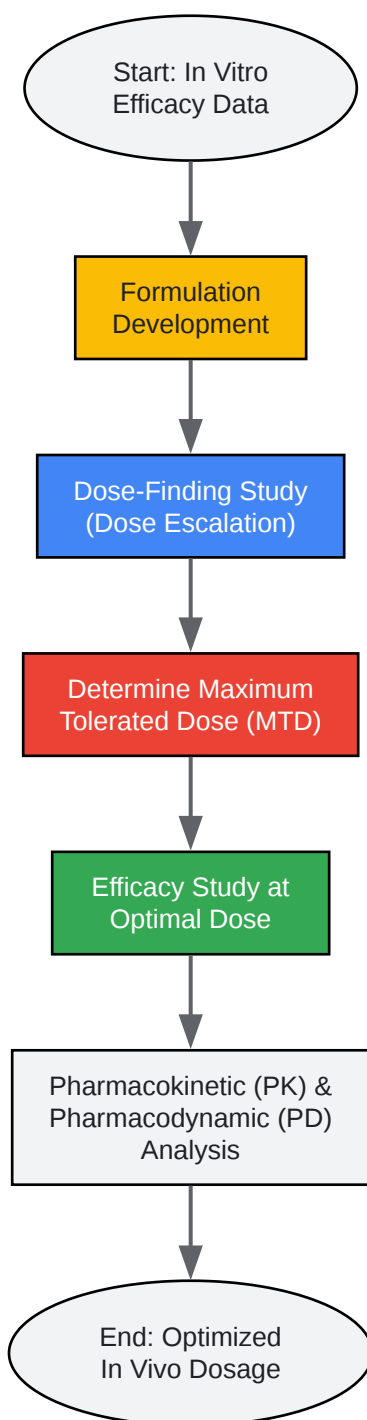 Start: In Vitro
Efficacy Data
Formulation
Development
Dose-Finding Study
(Dose Escalation)
Determine Maximum
Tolerated Dose (MTD)
Efficacy Study at
Optimal Dose
Pharmacokinetic (PK) &
Pharmacodynamic (PD)
Analysis
End: Optimized
In Vivo Dosage